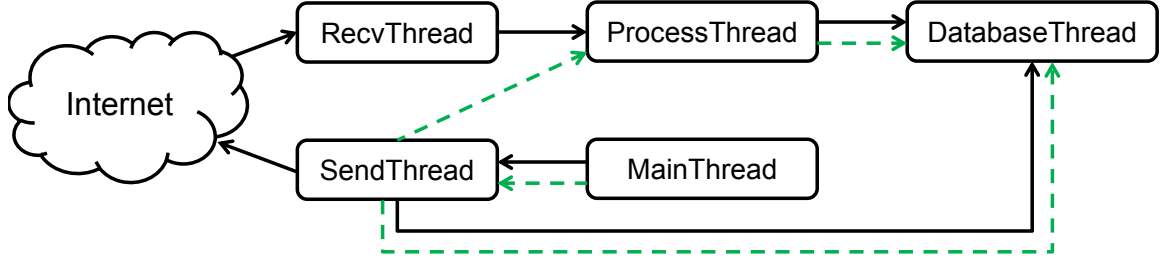 RecvThread
ProcessThread
DatabaseThread
Internet
SendThread
MainThread